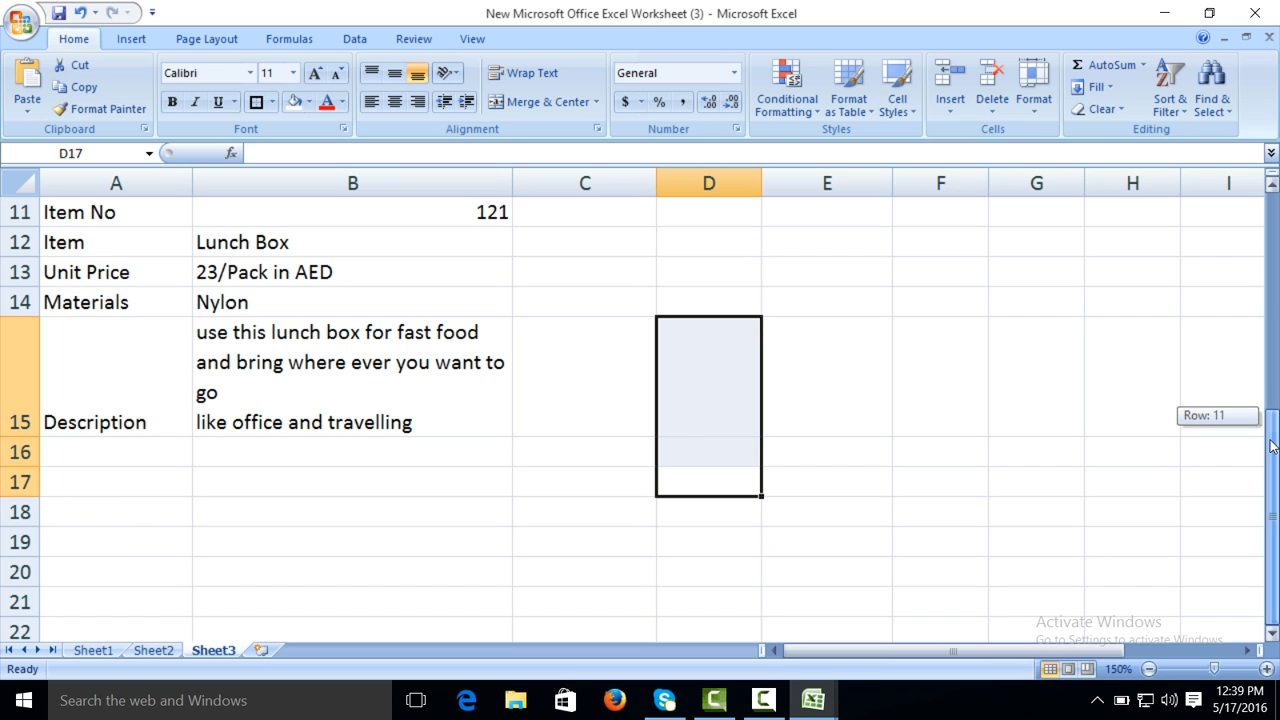 New Microsoft Office Excel Worksheet (3) - Microsoft Excel
Home Insert Page Layout Formulas Data Review View
Paste
Cut
Copy
Format Painter
Clipboard
Calibri 11
B I U
Font
Wrap Text
Merge & Center
Alignment
General
$ % ,
Number
Conditional Formatting
Format as Table
Cell Styles
Styles
Insert Delete Format
Cells
AutoSum
Fill
Clear
Sort & Filter
Find & Select
Editing
D17 fx
A B C D E F G H I
11 Item No 121
12 Item Lunch Box
13 Unit Price 23/Pack in AED
14 Materials Nylon
use this lunch box for fast food
and bring where ever you want to
go
15 Description like office and travelling
Row: 11
16
17
18
19
20
21
22
Activate Windows
Go to Settings to activate Windows.
Sheet1 Sheet2 Sheet3
Ready 150%
Search the web and Windows
12:39 PM
5/17/2016